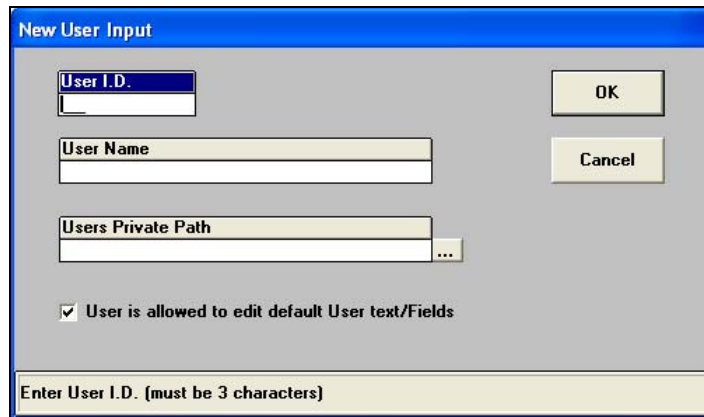 New User Input
User I.D.
OK
User Name
Cancel
Users Private Path
...
User is allowed to edit default User text/Fields
Enter User I.D. (must be 3 characters)